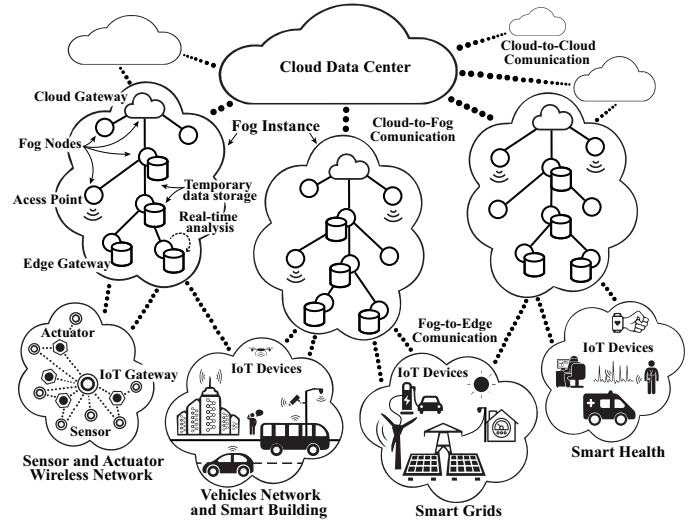 Cloud-to-Cloud
Comunication
Cloud Data Center
Cloud Gateway
Cloud-to-Fog
Comunication
Fog Instance
Fog Nodes
Temporary
data storage
Acess Point
Real-time
analysis
Edge Gateway
Fog-to-Edge
Comunication
Actuator
IoT Gateway
Sensor
IoT Devices
IoT Devices
IoT Devices
Sensor and Actuator
Wireless Network
Vehicles Network
and Smart Building
Smart Grids
Smart Health